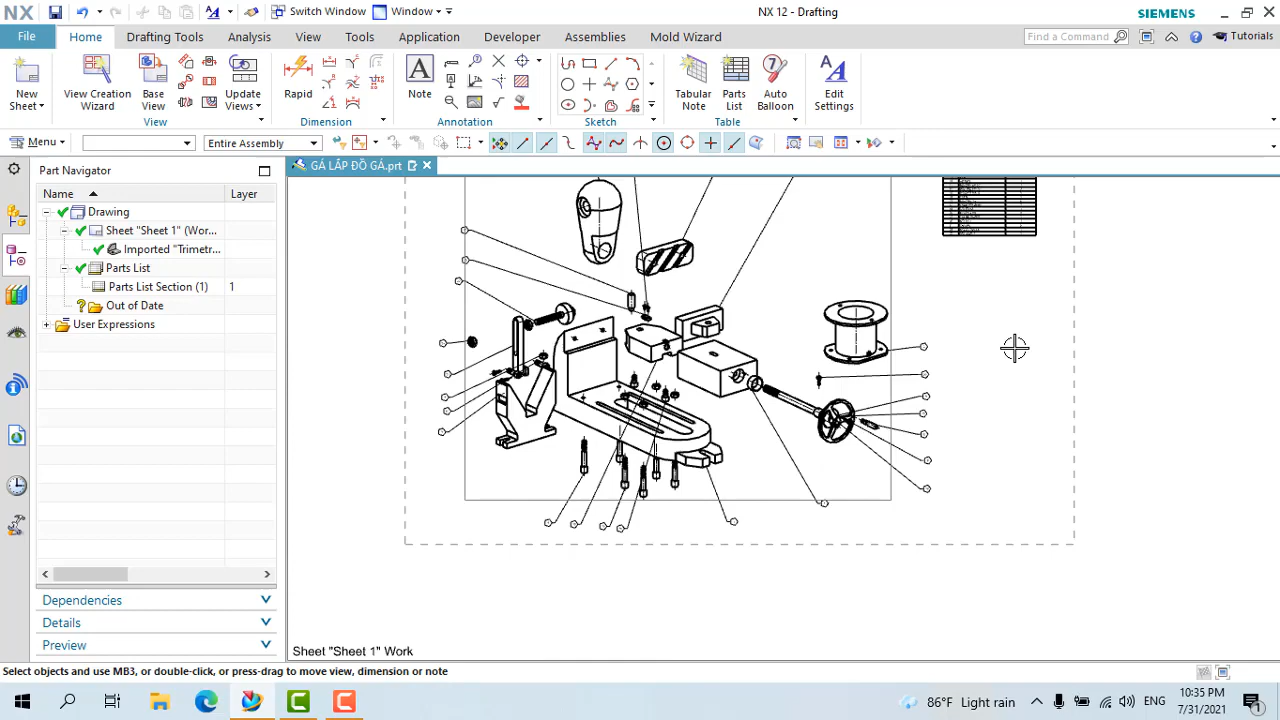 NX Switch Window Window NX 12 - Drafting SIEMENS
File Home Drafting Tools Analysis View Tools Application Developer Assemblies Mold Wizard Find a Command Tutorials
New Sheet View Creation Wizard Base View Update Views Rapid Note Tabular Note Parts List Auto Balloon Edit Settings
View Dimension Annotation Sketch Table
Menu Entire Assembly
Part Navigator GÁ LẮP ĐỒ GÁ.prt
Name Layer
Drawing
Sheet "Sheet 1" (Wor...
Imported "Trimetr...
Parts List
Parts List Section (1) 1
Out of Date
User Expressions
Dependencies
Details
Preview
Sheet "Sheet 1" Work
Select objects and use MB3, or double-click, or press-drag to move view, dimension or note
86°F Light rain ENG 10:35 PM
7/31/2021